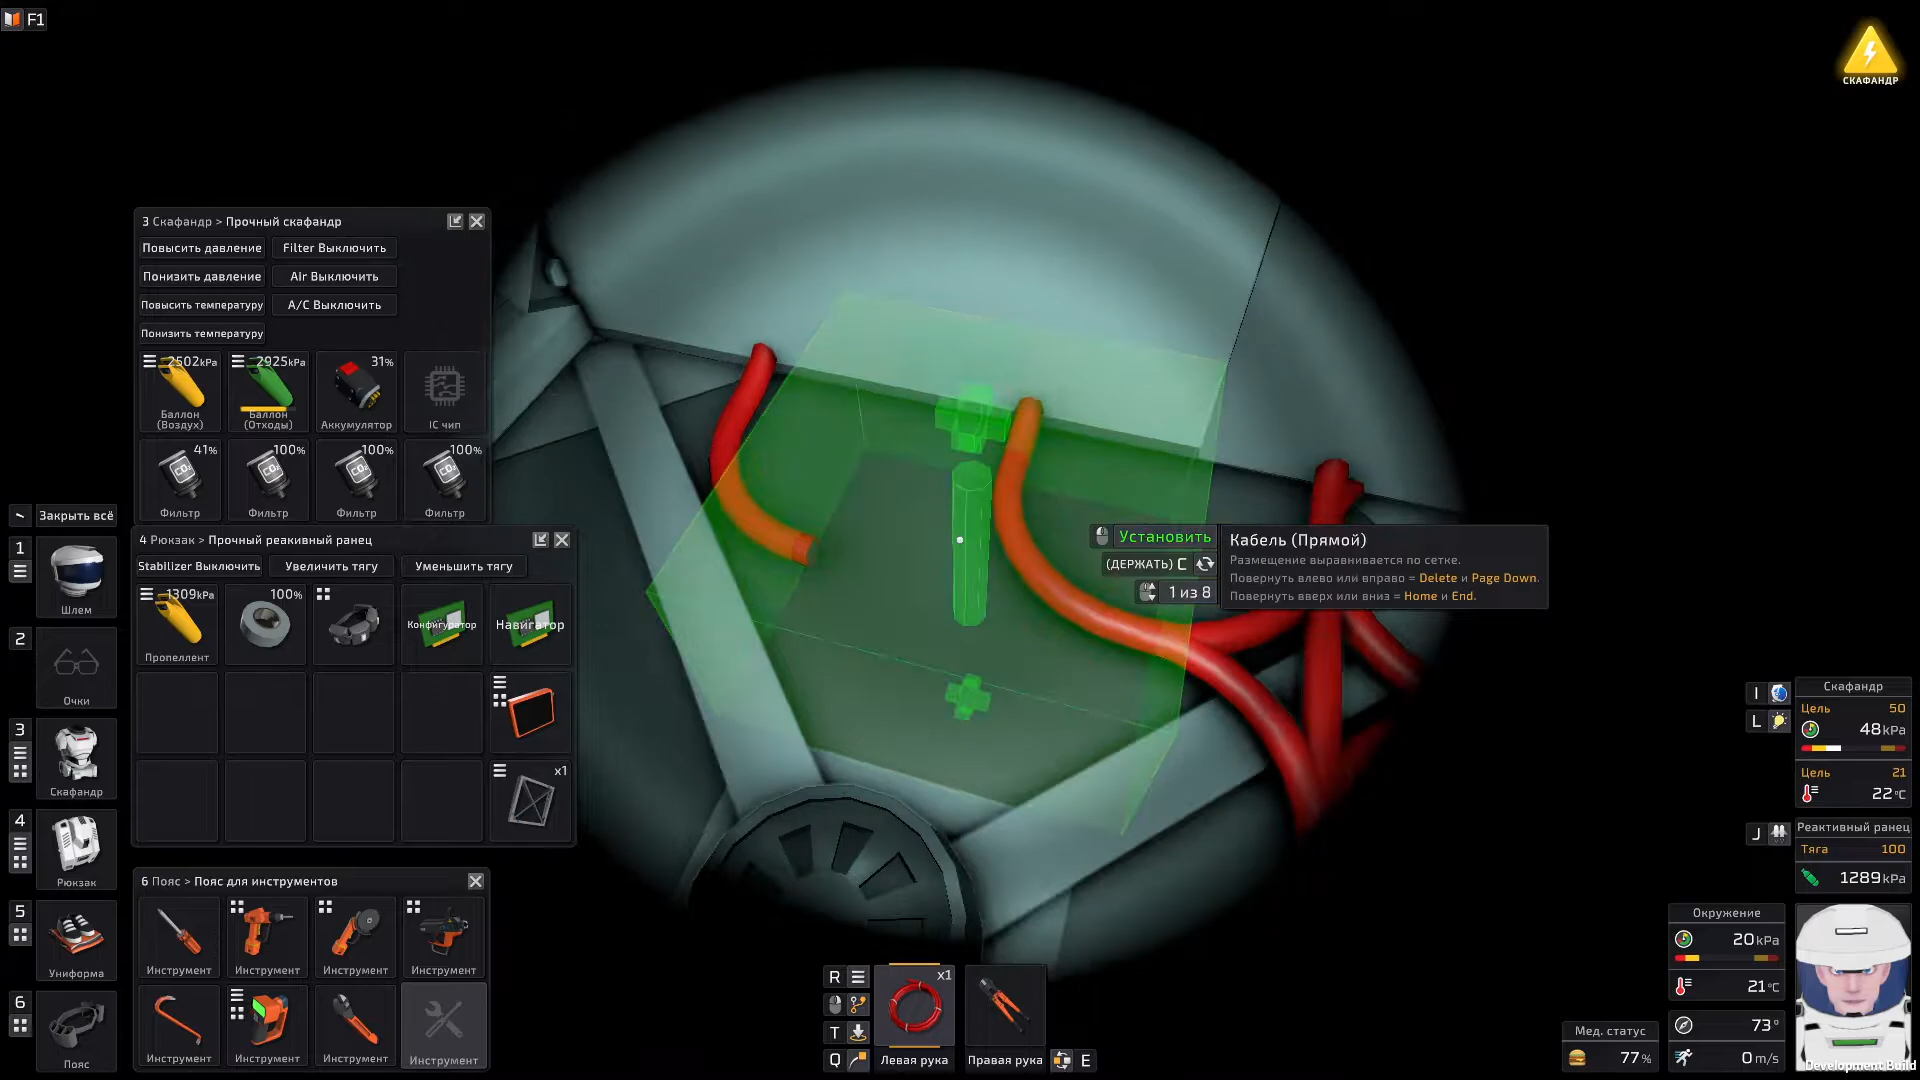 F1
СКАФАНДР
3 Скафандр > Прочный скафандр
Повысить давление
Filter Выключить
Понизить давление
Air Выключить
Повысить температуру
A/C Выключить
Понизить температуру
2502kPa
Баллон (Воздух)
2925kPa
Баллон (Отходы)
31%
Аккумулятор
IC чип
41%
Фильтр
100%
Фильтр
100%
Фильтр
100%
Фильтр
Закрыть всё
1
Шлем
2
Очки
3
Скафандр
4
Рюкзак
5
Униформа
6
Пояс
4 Рюкзак > Прочный реактивный ранец
Stabilizer Выключить
Увеличить тягу
Уменьшить тягу
1309kPa
Пропеллент
100%
Конфигуратор
Навигатор
x1
6 Пояс > Пояс для инструментов
Инструмент
Инструмент
Инструмент
Инструмент
Инструмент
Инструмент
Инструмент
Инструмент
Установить
(ДЕРЖАТЬ) C
1 из 8
Кабель (Прямой)
Размещение выравнивается по сетке.
Повернуть влево или вправо = Delete и Page Down.
Повернуть вверх или вниз = Home и End.
R
T
Q
x1
Левая рука
Правая рука
E
I
L
Скафандр
Цель 50
48kPa
Цель 21
22°C
J
Реактивный ранец
Тяга 100
1289kPa
Окружение
20kPa
21°C
73°
0m/s
Мед. статус
77%
Development Build